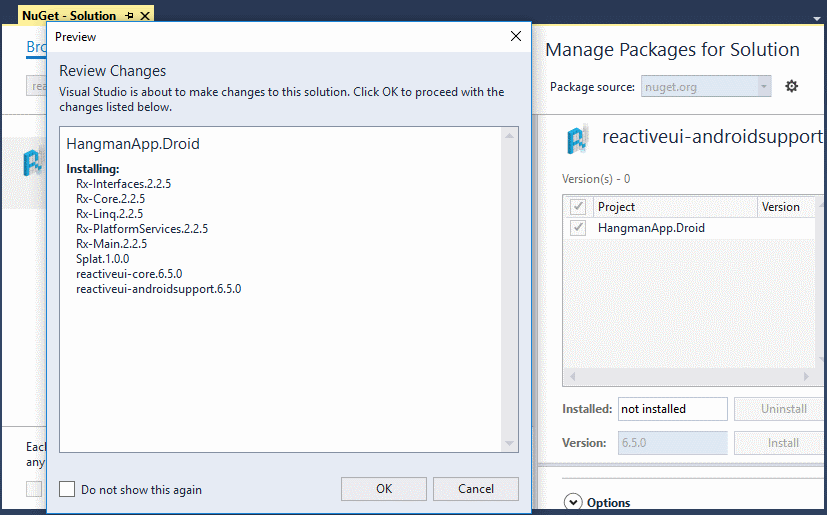 NuGet - Solution
Preview
Review Changes
Visual Studio is about to make changes to this solution. Click OK to proceed with the
changes listed below.
HangmanApp.Droid
Installing:
Rx-Interfaces.2.2.5
Rx-Core.2.2.5
Rx-Linq.2.2.5
Rx-PlatformServices.2.2.5
Rx-Main.2.2.5
Splat.1.0.0
reactiveui-core.6.5.0
reactiveui-androidsupport.6.5.0
Do not show this again
OK
Cancel
Bro
rea
Each
any
Manage Packages for Solution
Package source: nuget.org
reactiveui-androidsupport
Version(s) - 0
Project Version
HangmanApp.Droid
Installed: not installed Uninstall
Version: 6.5.0 Install
Options